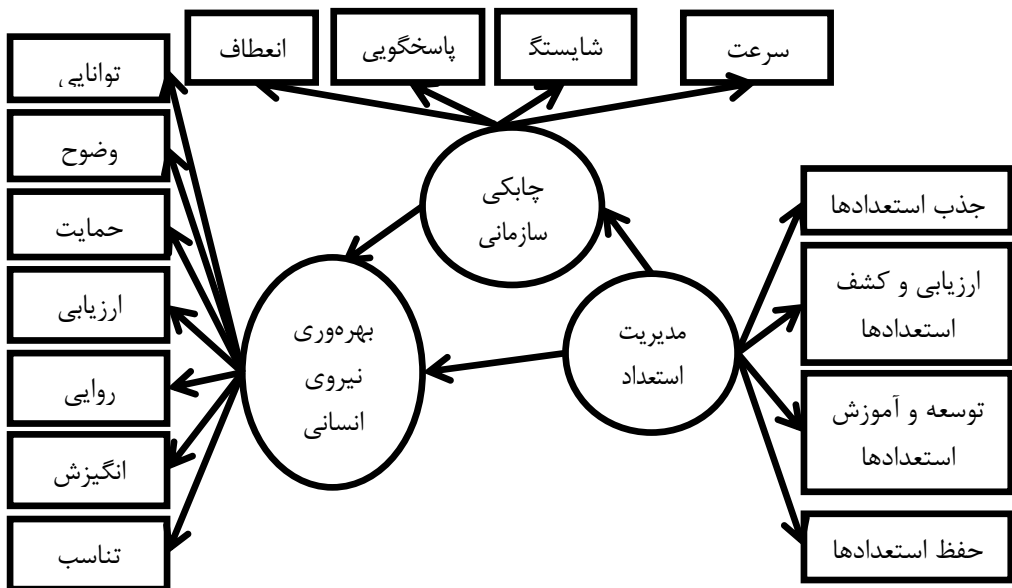 سرعت
شایستگ
پاسخگویی
انعطاف
توانایی
وضوح
حمایت
ارزیابی
روایی
انگیزش
تناسب
چابکی
سازمانی
بهره‌وری
نیروی
انسانی
مدیریت
استعداد
جذب استعدادها
ارزیابی و کشف
استعدادها
توسعه و آموزش
استعدادها
حفظ استعدادها